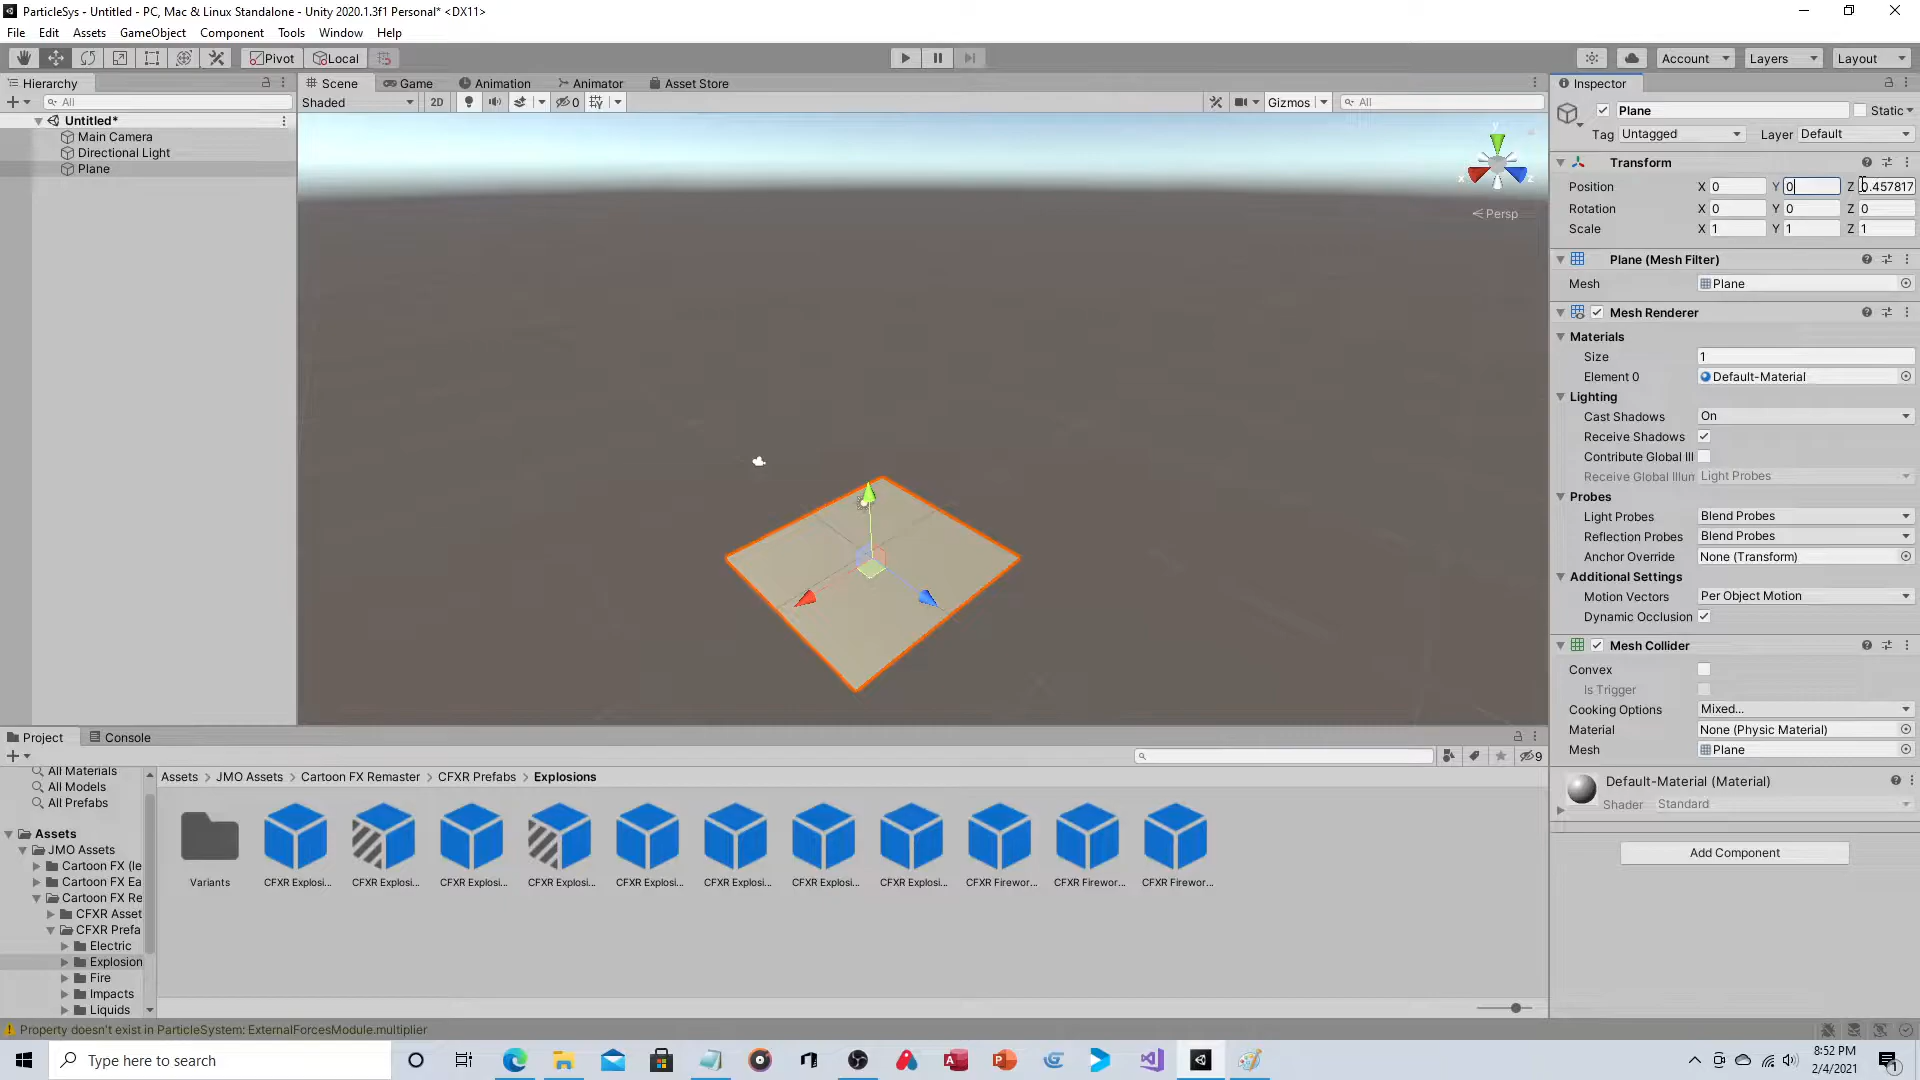 ParticleSys - Untitled - PC, Mac & Linux Standalone - Unity 2020.1.3f1 Personal* <DX11>
File Edit Assets GameObject Component Tools Window Help
Pivot Local Account Layers Layout
Hierarchy
All
Untitled*
Main Camera
Directional Light
Plane
Scene Game Animation Animator Asset Store
Shaded 2D 0 Gizmos All
y
x
z
Persp
Inspector
Plane Static
Tag Untagged Layer Default
Transform
Position X 0 Y 0 Z 0.457817
Rotation X 0 Y 0 Z 0
Scale X 1 Y 1 Z 1
Plane (Mesh Filter)
Mesh Plane
Mesh Renderer
Materials
Size 1
Element 0 Default-Material
Lighting
Cast Shadows On
Receive Shadows
Contribute Global Ill
Receive Global Illum Light Probes
Probes
Light Probes Blend Probes
Reflection Probes Blend Probes
Anchor Override None (Transform)
Additional Settings
Motion Vectors Per Object Motion
Dynamic Occlusion
Mesh Collider
Convex
Is Trigger
Cooking Options Mixed...
Material None (Physic Material)
Mesh Plane
Default-Material (Material)
Shader Standard
Add Component
Project Console
9
All Materials
All Models
All Prefabs
Assets
JMO Assets
Cartoon FX (le
Cartoon FX Ea
Cartoon FX Re
CFXR Asset
CFXR Prefa
Electric
Explosion
Fire
Impacts
Liquids
Assets > JMO Assets > Cartoon FX Remaster > CFXR Prefabs > Explosions
Variants CFXR Explosi... CFXR Explosi... CFXR Explosi... CFXR Explosi... CFXR Explosi... CFXR Explosi... CFXR Explosi... CFXR Explosi... CFXR Firewor... CFXR Firewor... CFXR Firewor...
Property doesn't exist in ParticleSystem: ExternalForcesModule.multiplier
Type here to search
8:52 PM
2/4/2021
1